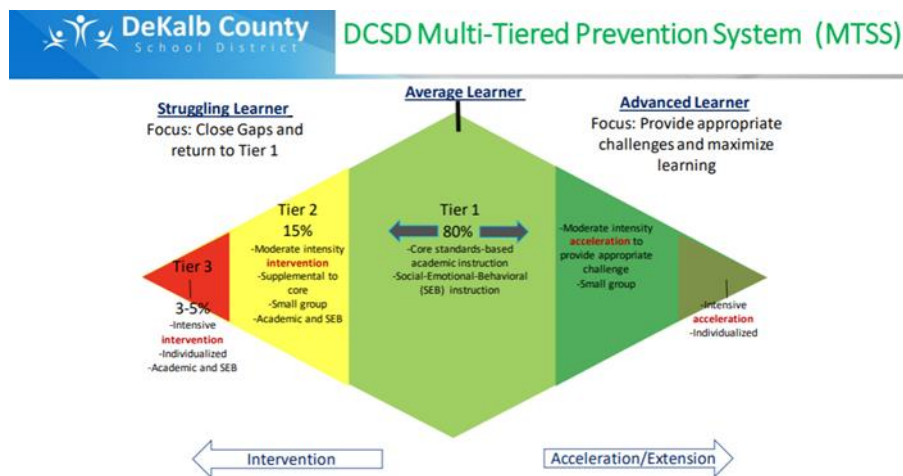 DeKalb County
School District
DCSD Multi-Tiered Prevention System (MTSS)
Struggling Learner
Focus: Close Gaps and
return to Tier 1
Average Learner
Advanced Learner
Focus: Provide appropriate
challenges and maximize
learning
Tier 3
3-5%
-Intensive
intervention
-Individualized
-Academic and SEB
Tier 2
15%
-Moderate intensity
intervention
-Supplemental to
core
-Small group
-Academic and SEB
Tier 1
80%
-Core standards-based
academic instruction
-Social-Emotional-Behavioral
(SEB) instruction
-Moderate intensity
acceleration to
provide appropriate
challenge
-Small group
-Intensive
acceleration
-Individualized
Intervention
Acceleration/Extension